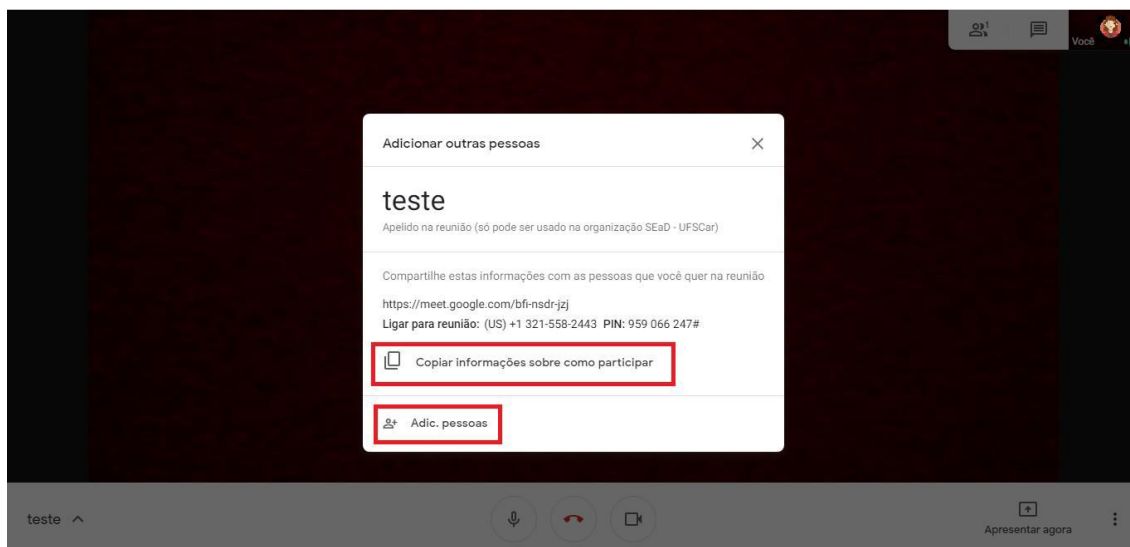 1
Você
Adicionar outras pessoas
teste
Apelido na reunião (só pode ser usado na organização SEaD - UFSCar)
Compartilhe estas informações com as pessoas que você quer na reunião
https://meet.google.com/bfi-nsdr-jzj
Ligar para reunião: (US) +1 321-558-2443 PIN: 959 066 247#
Copiar informações sobre como participar
Adic. pessoas
teste
Apresentar agora